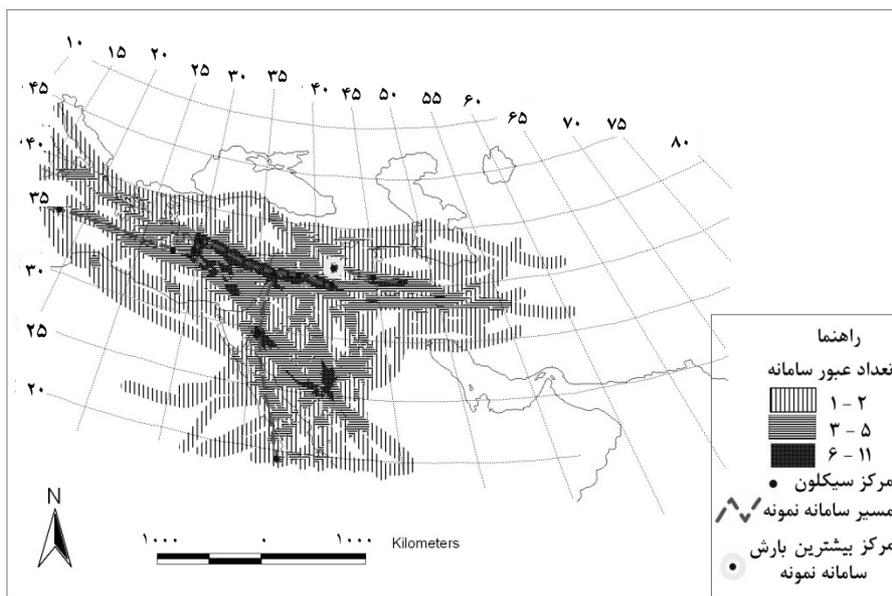 ۱۰ ۱۵ ۲۰ ۲۵ ۳۰ ۳۵ ۴۰ ۴۵ ۵۰ ۵۵ ۶۰ ۶۵ ۷۰ ۷۵ ۸۰
۴۵
۴۰
۳۵
۳۰
۲۵
۲۰
N
۱۰۰۰ ۰ ۱۰۰۰ Kilometers
راهنما
تعداد عبور سامانه
۱ - ۲
۳ - ۵
۶ - ۱۱
مرکز سیکلون
مسیر سامانه نمونه
مرکز بیشترین بارش
سامانه نمونه